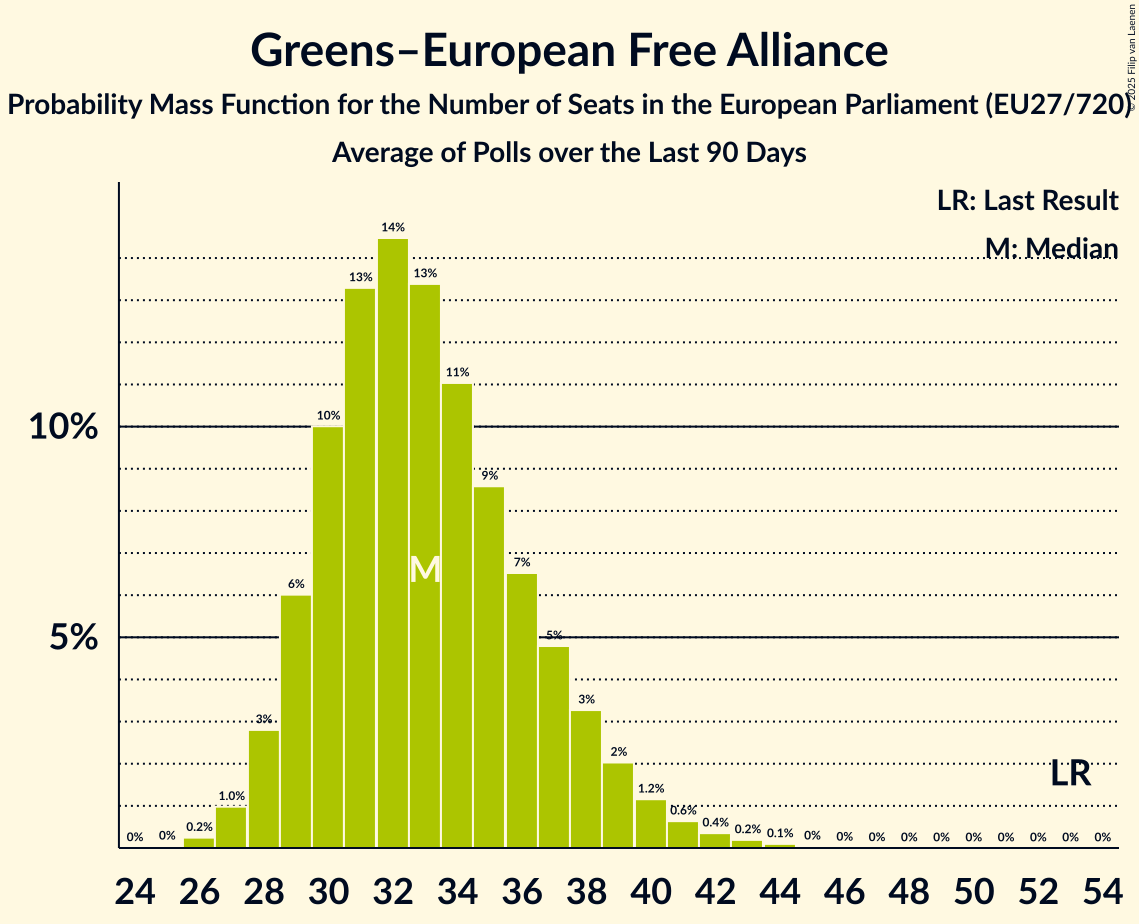 Greens–European Free Alliance
Probability Mass Function for the Number of Seats in the European Parliament (EU27/720)
Average of Polls over the Last 90 Days
© 2025 Filip van Laenen
LR: Last Result
M: Median
14%
13%
13%
11%
10%
10%
9%
7%
M
6%
5%
5%
3%
3%
2%
LR
1.2%
1.0%
0.6%
0.4%
0.2%
0.2%
0.1%
0% 0% 0% 0% 0% 0% 0% 0% 0% 0% 0% 0%
24 26 28 30 32 34 36 38 40 42 44 46 48 50 52 54